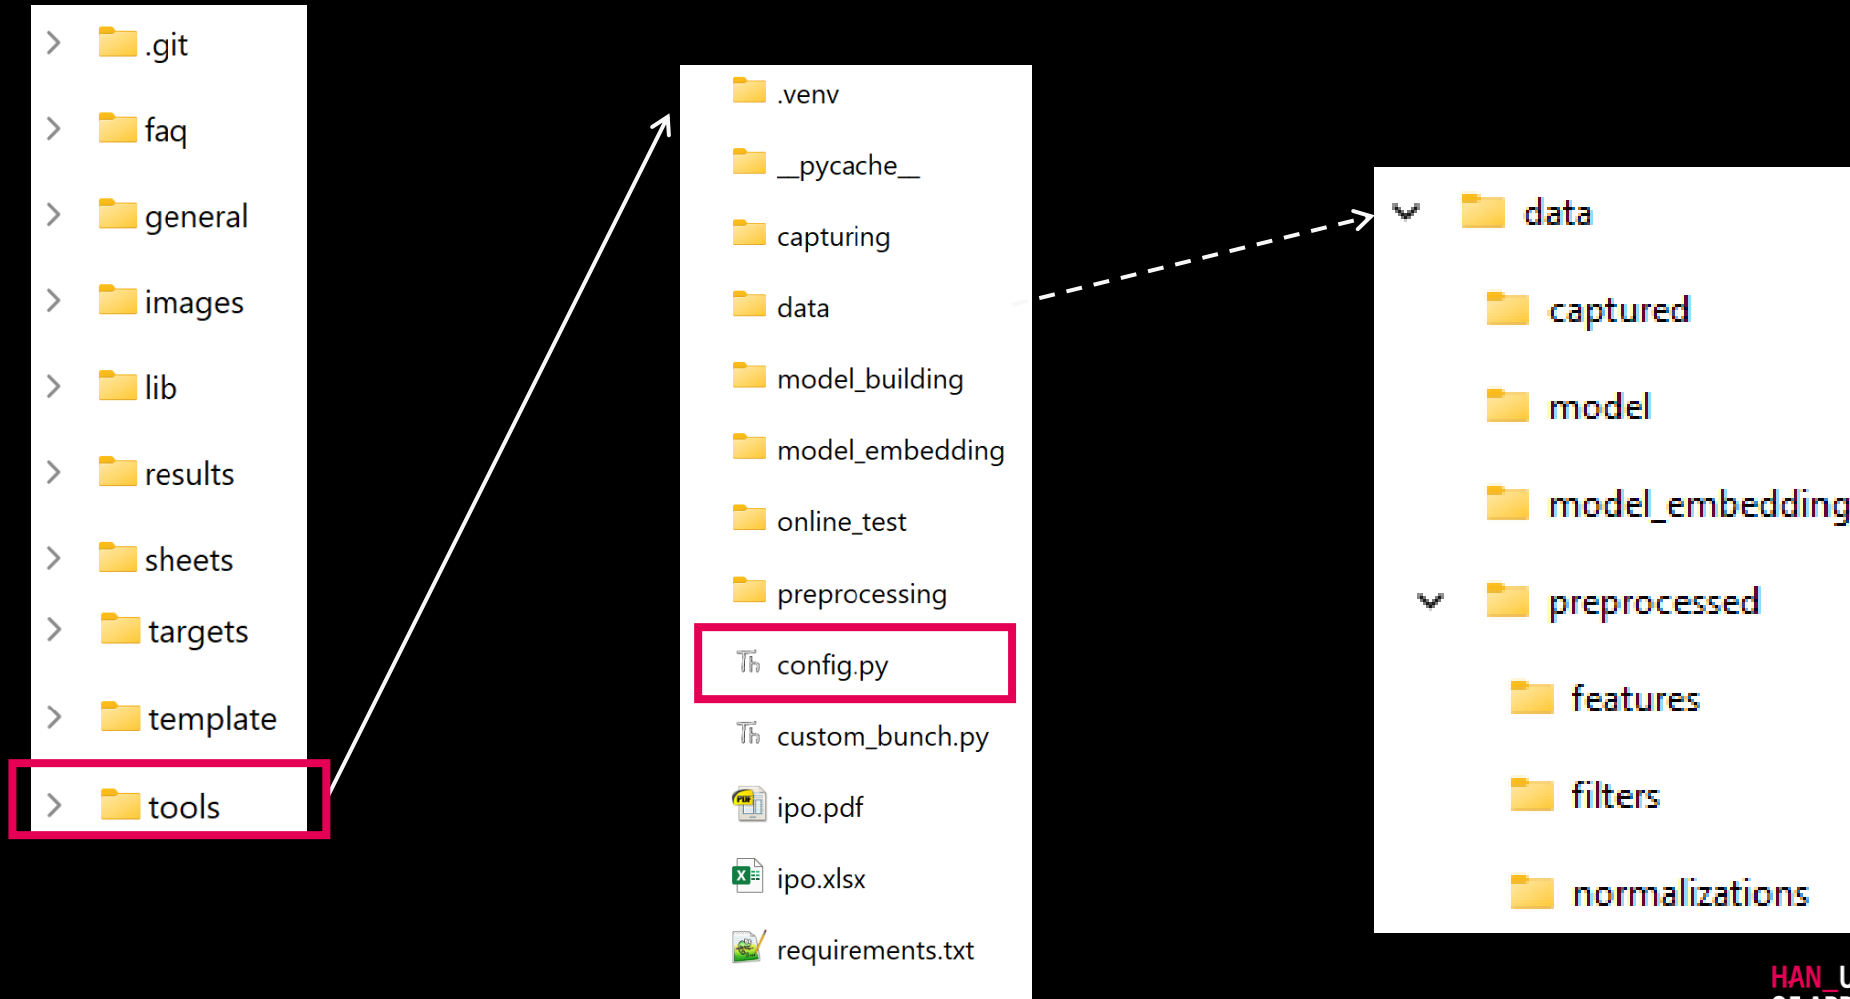 .git
faq
general
images
lib
results
sheets
targets
template
tools
.venv
__pycache__
capturing
data
model_building
model_embedding
online_test
preprocessing
config.py
custom_bunch.py
ipo.pdf
ipo.xlsx
requirements.txt
data
captured
model
model_embedding
preprocessed
features
filters
normalizations
HAN_U